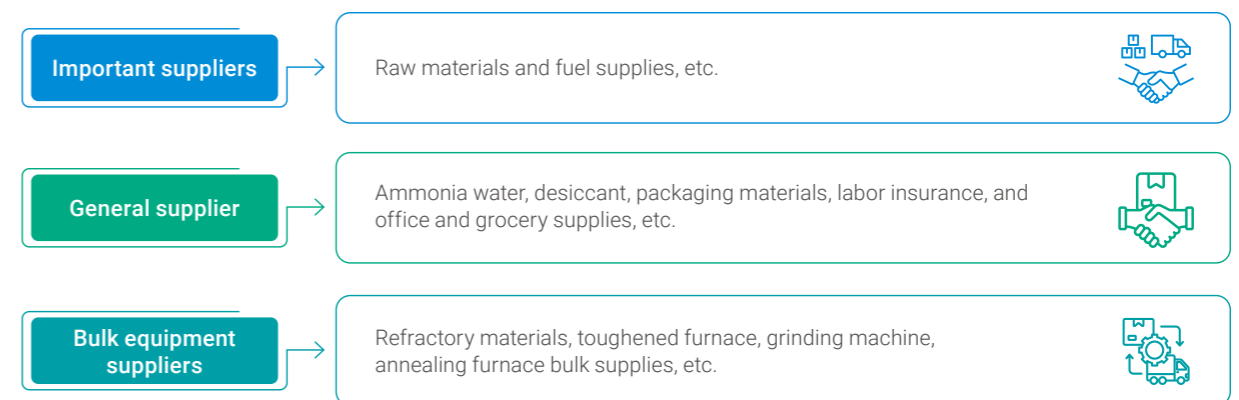 Important suppliers
Raw materials and fuel supplies, etc.
General supplier
Ammonia water, desiccant, packaging materials, labor insurance, and
office and grocery supplies, etc.
Bulk equipment
suppliers
Refractory materials, toughened furnace, grinding machine,
annealing furnace bulk supplies, etc.